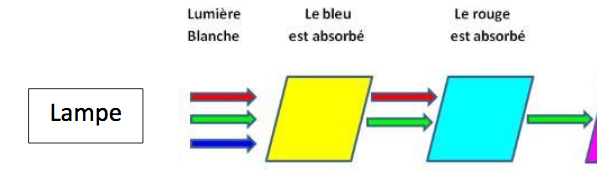 Lumière
Blanche
Le bleu
est absorbé
Le rouge
est absorbé
Lampe